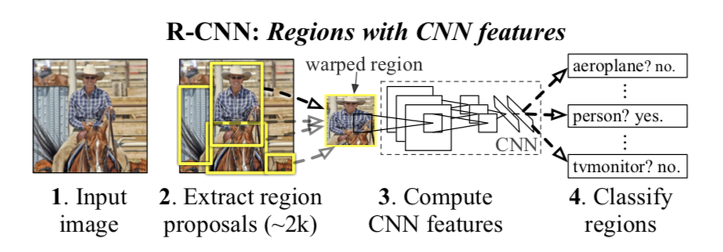 R-CNN: Regions with CNN features
warped region
aeroplane? no.
⋮
person? yes.
⋮
tvmonitor? no.
CNN
1. Input
image
2. Extract region
proposals (~2k)
3. Compute
CNN features
4. Classify
regions